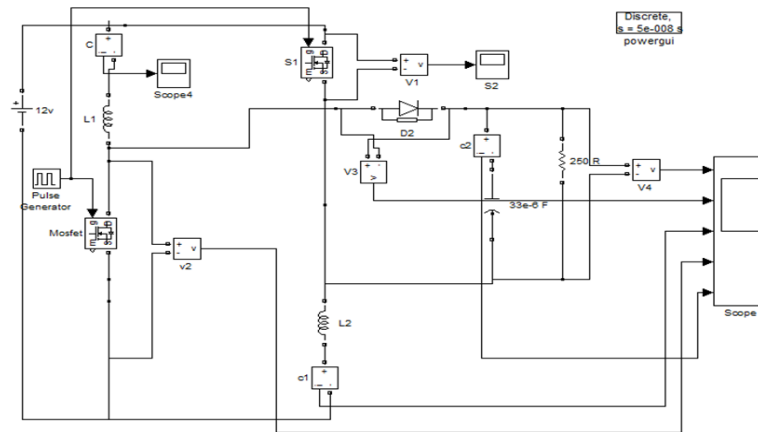 Discrete,
s = 5e-008 s
powergui
C
Scope4
S1
V1
S2
12v
L1
D2
c2
V3
250 R
V4
Pulse
Generator
33e-6 F
Mosfet
v2
Scope
L2
c1